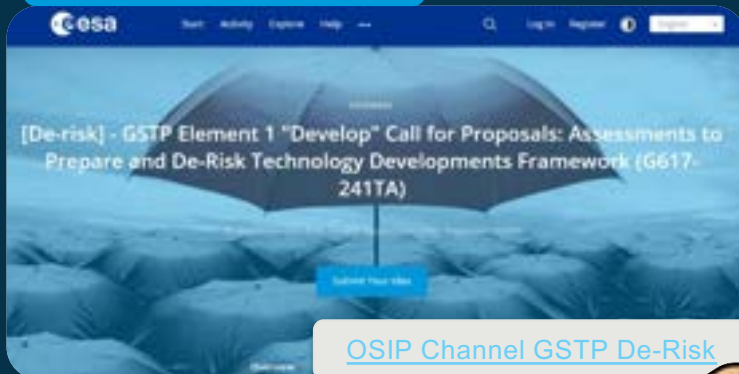 esa
Start Activity Explore Help
Log in Register
[De-risk] - GSTP Element 1 "Develop" Call for Proposals: Assessments to
Prepare and De-Risk Technology Developments Framework (G617-
241TA)
Submit Your Idea
Overview
OSIP Channel GSTP De-Risk